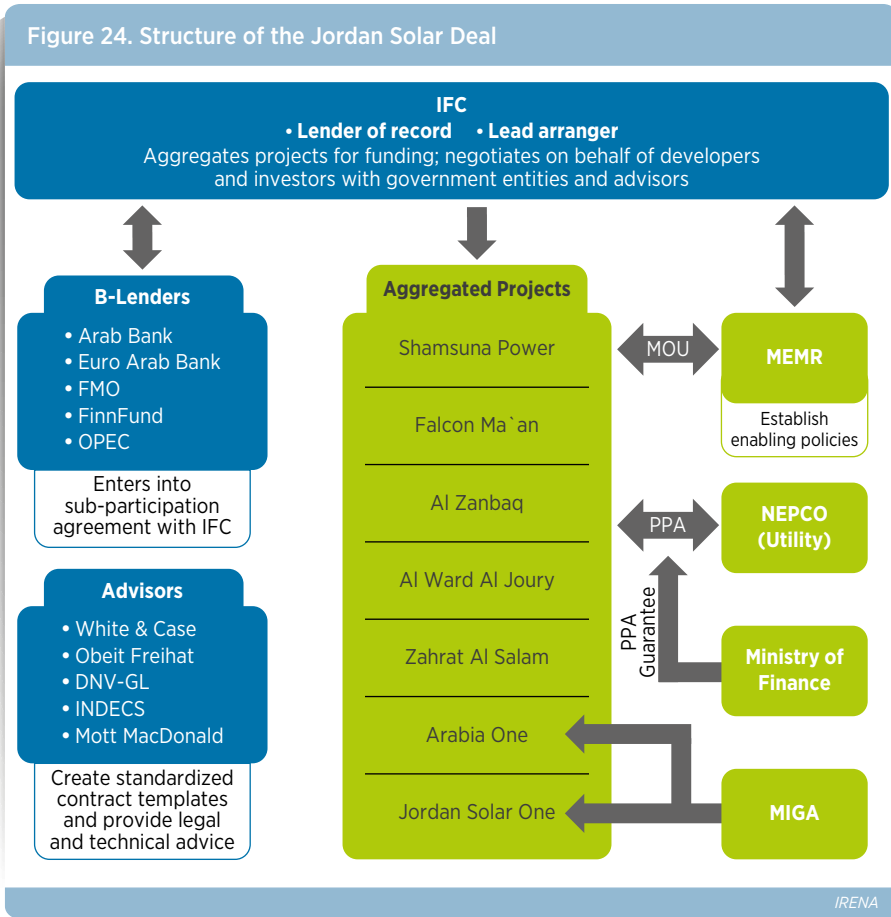 Figure 24. Structure of the Jordan Solar Deal
IFC
• Lender of record • Lead arranger
Aggregates projects for funding; negotiates on behalf of developers
and investors with government entities and advisors
B-Lenders
• Arab Bank
• Euro Arab Bank
• FMO
• FinnFund
• OPEC
Enters into
sub-participation
agreement with IFC
Advisors
• White & Case
• Obeit Freihat
• DNV-GL
• INDECS
• Mott MacDonald
Create standardized
contract templates
and provide legal
and technical advice
Aggregated Projects
Shamsuna Power
Falcon Ma`an
Al Zanbaq
Al Ward Al Joury
Zahrat Al Salam
Arabia One
Jordan Solar One
MOU
PPA
PPA
Guarantee
MEMR
Establish
enabling policies
NEPCO
(Utility)
Ministry of
Finance
MIGA
IRENA